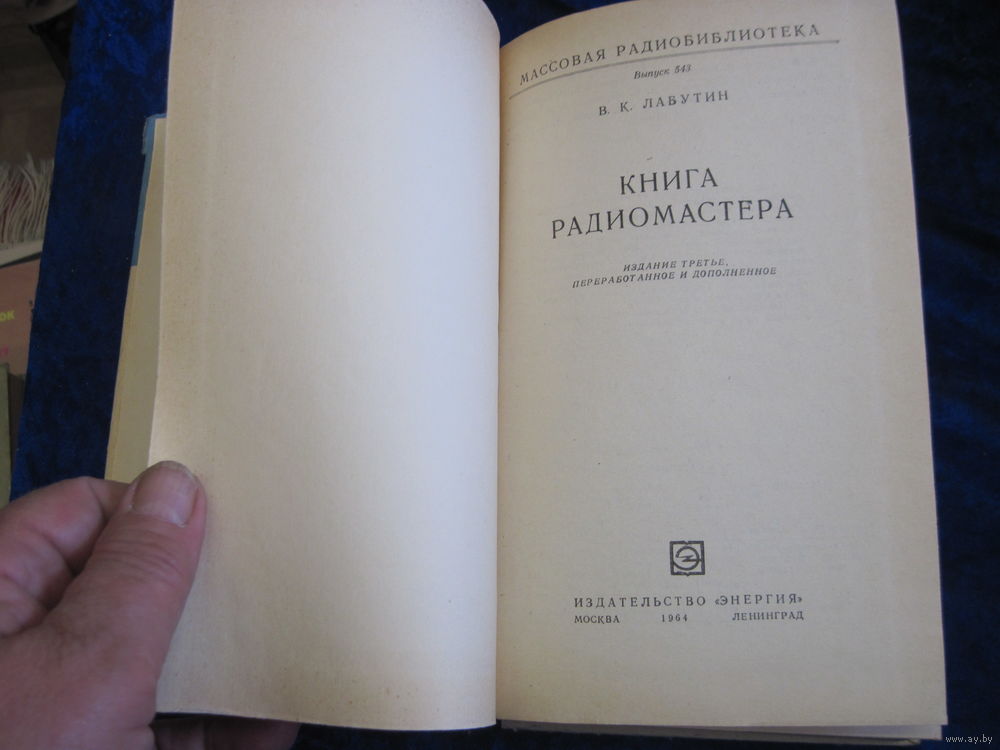 МАССОВАЯ РАДИОБИБЛИОТЕКА
Выпуск 543
В. К. ЛАБУТИН
КНИГА
РАДИОМАСТЕРА
ИЗДАНИЕ ТРЕТЬЕ,
ПЕРЕРАБОТАННОЕ И ДОПОЛНЕННОЕ
ИЗДАТЕЛЬСТВО «ЭНЕРГИЯ»
МОСКВА 1964 ЛЕНИНГРАД
ОК
www.ay.by